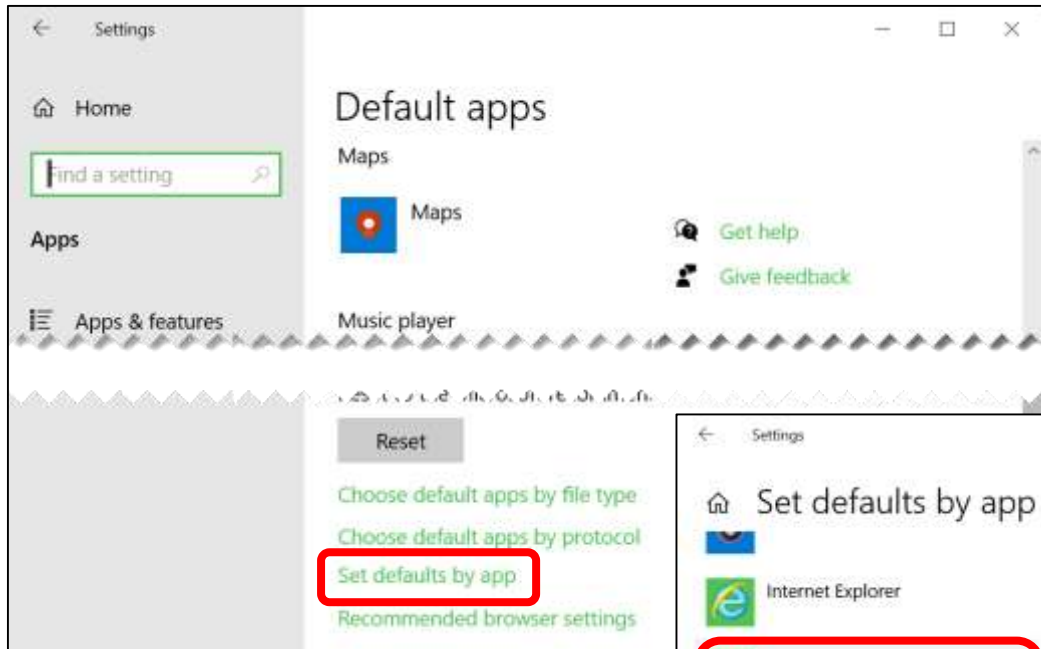 Settings
Home
Find a setting
Apps
Apps & features
Default apps
Maps
Maps
Get help
Give feedback
Music player
Reset
Choose default apps by file type
Choose default apps by protocol
Set defaults by app
Recommended browser settings
Settings
Set defaults by app
Internet Explorer